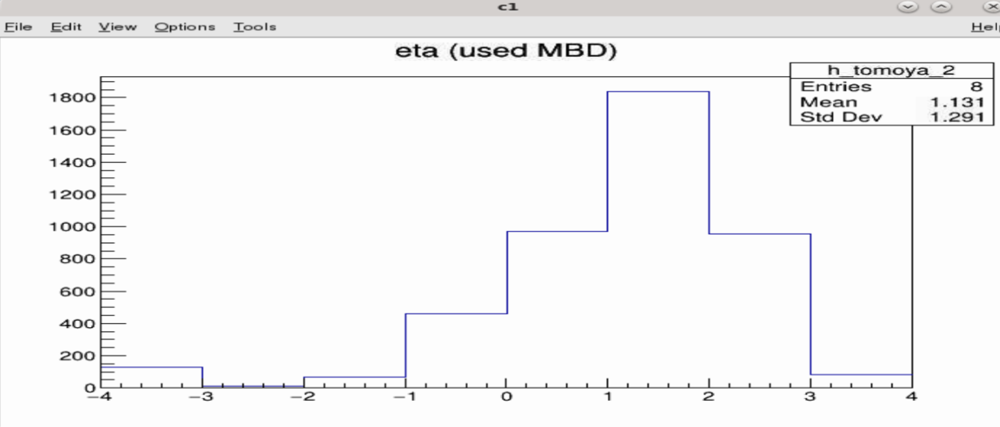 c1
File Edit View Options Tools Help
eta (used MBD)
h_tomoya_2
Entries 8
Mean 1.131
Std Dev 1.291
1800
1600
1400
1200
1000
800
600
400
200
0
−4 −3 −2 −1 0 1 2 3 4